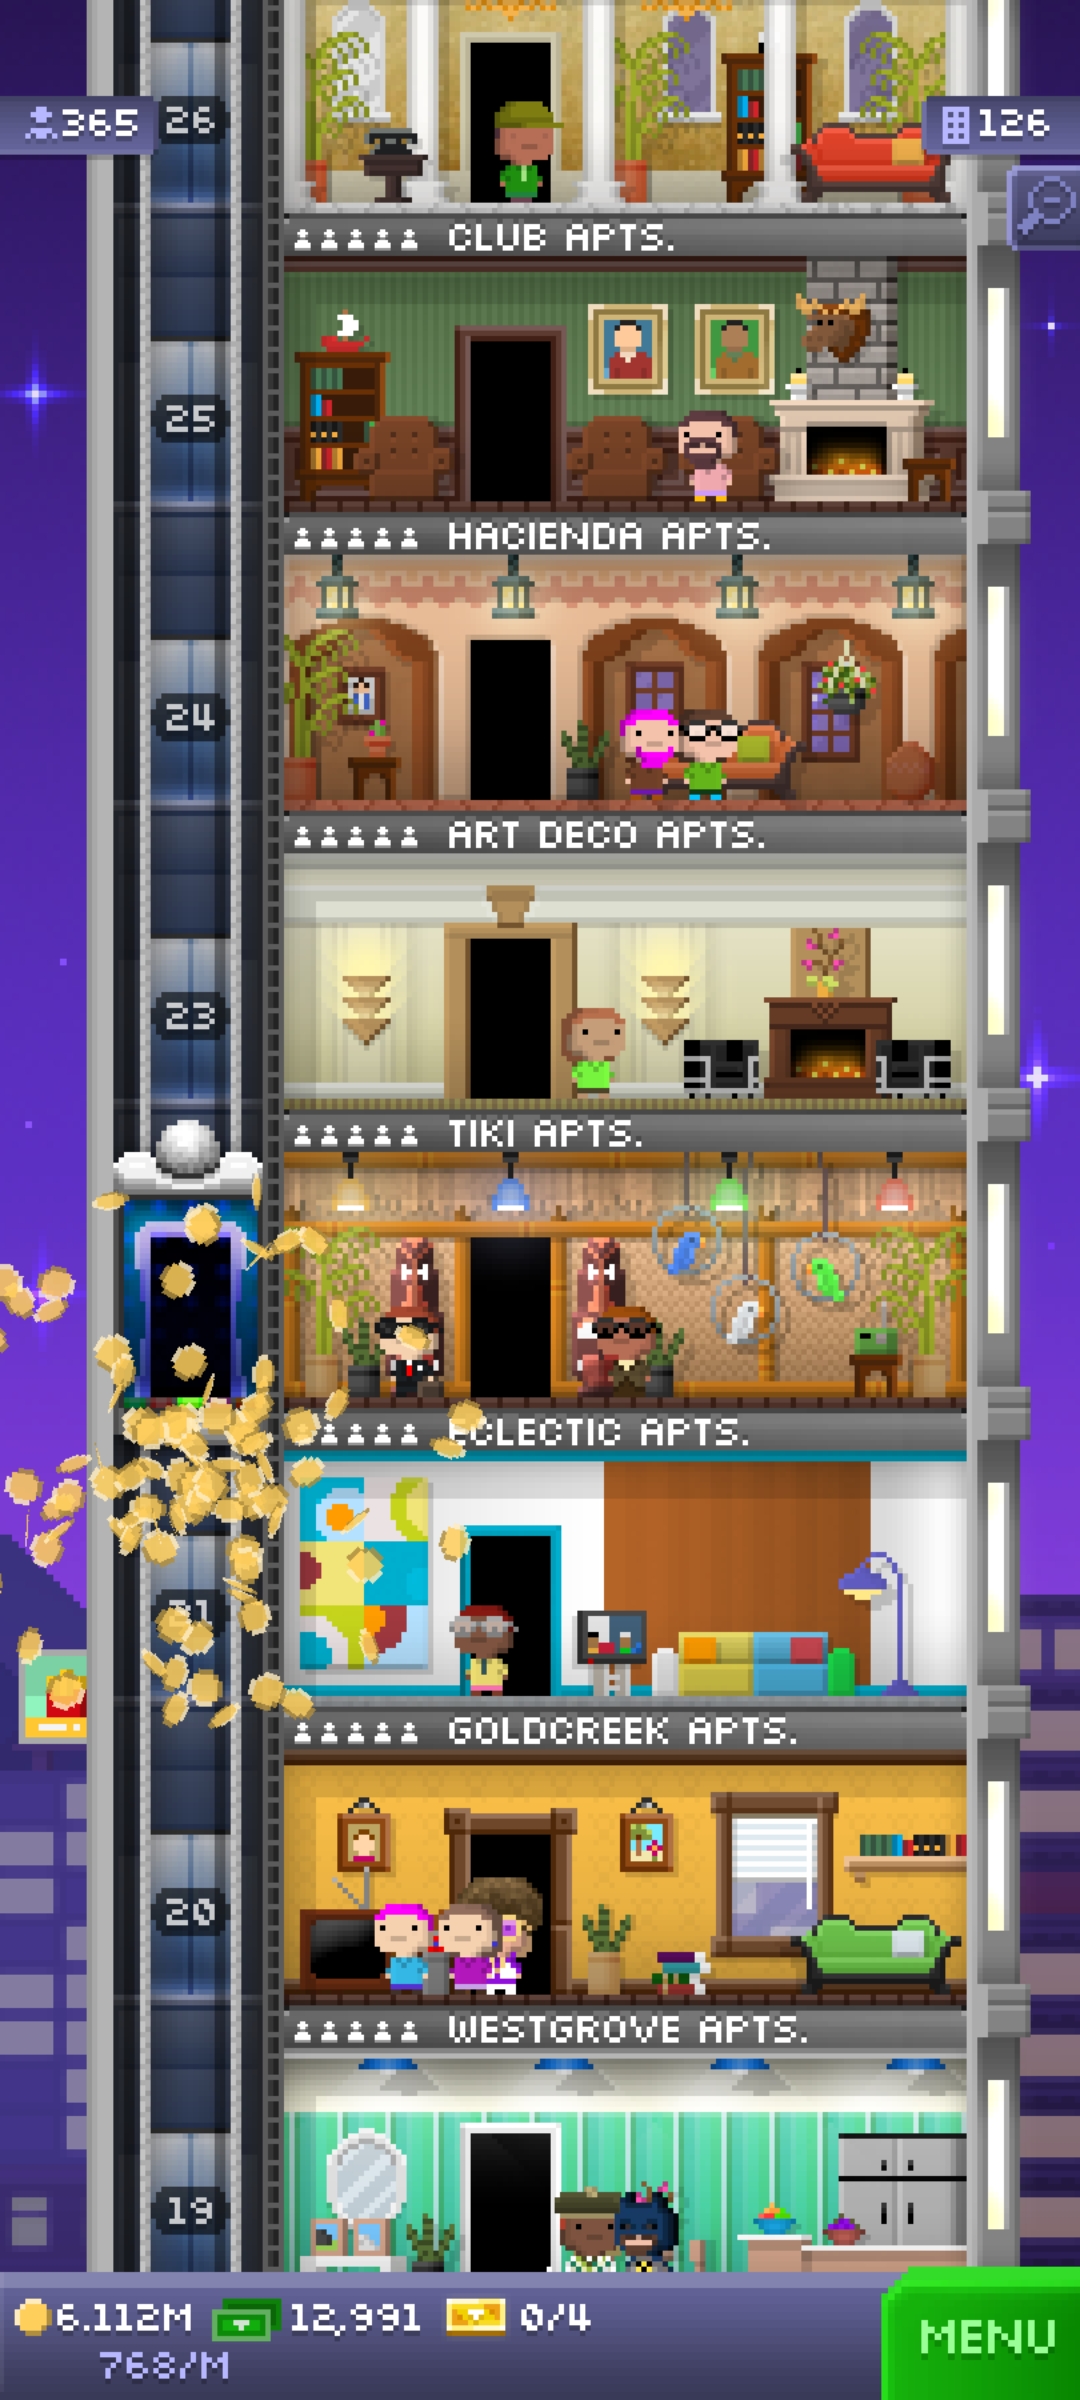 365
26
126
CLUB APTS.
25
HACIENDA APTS.
24
ART DECO APTS.
23
TIKI APTS.
ECLECTIC APTS.
21
GOLDCREEK APTS.
20
WESTGROVE APTS.
19
6.112M 12,991 0/4
768/M
MENU